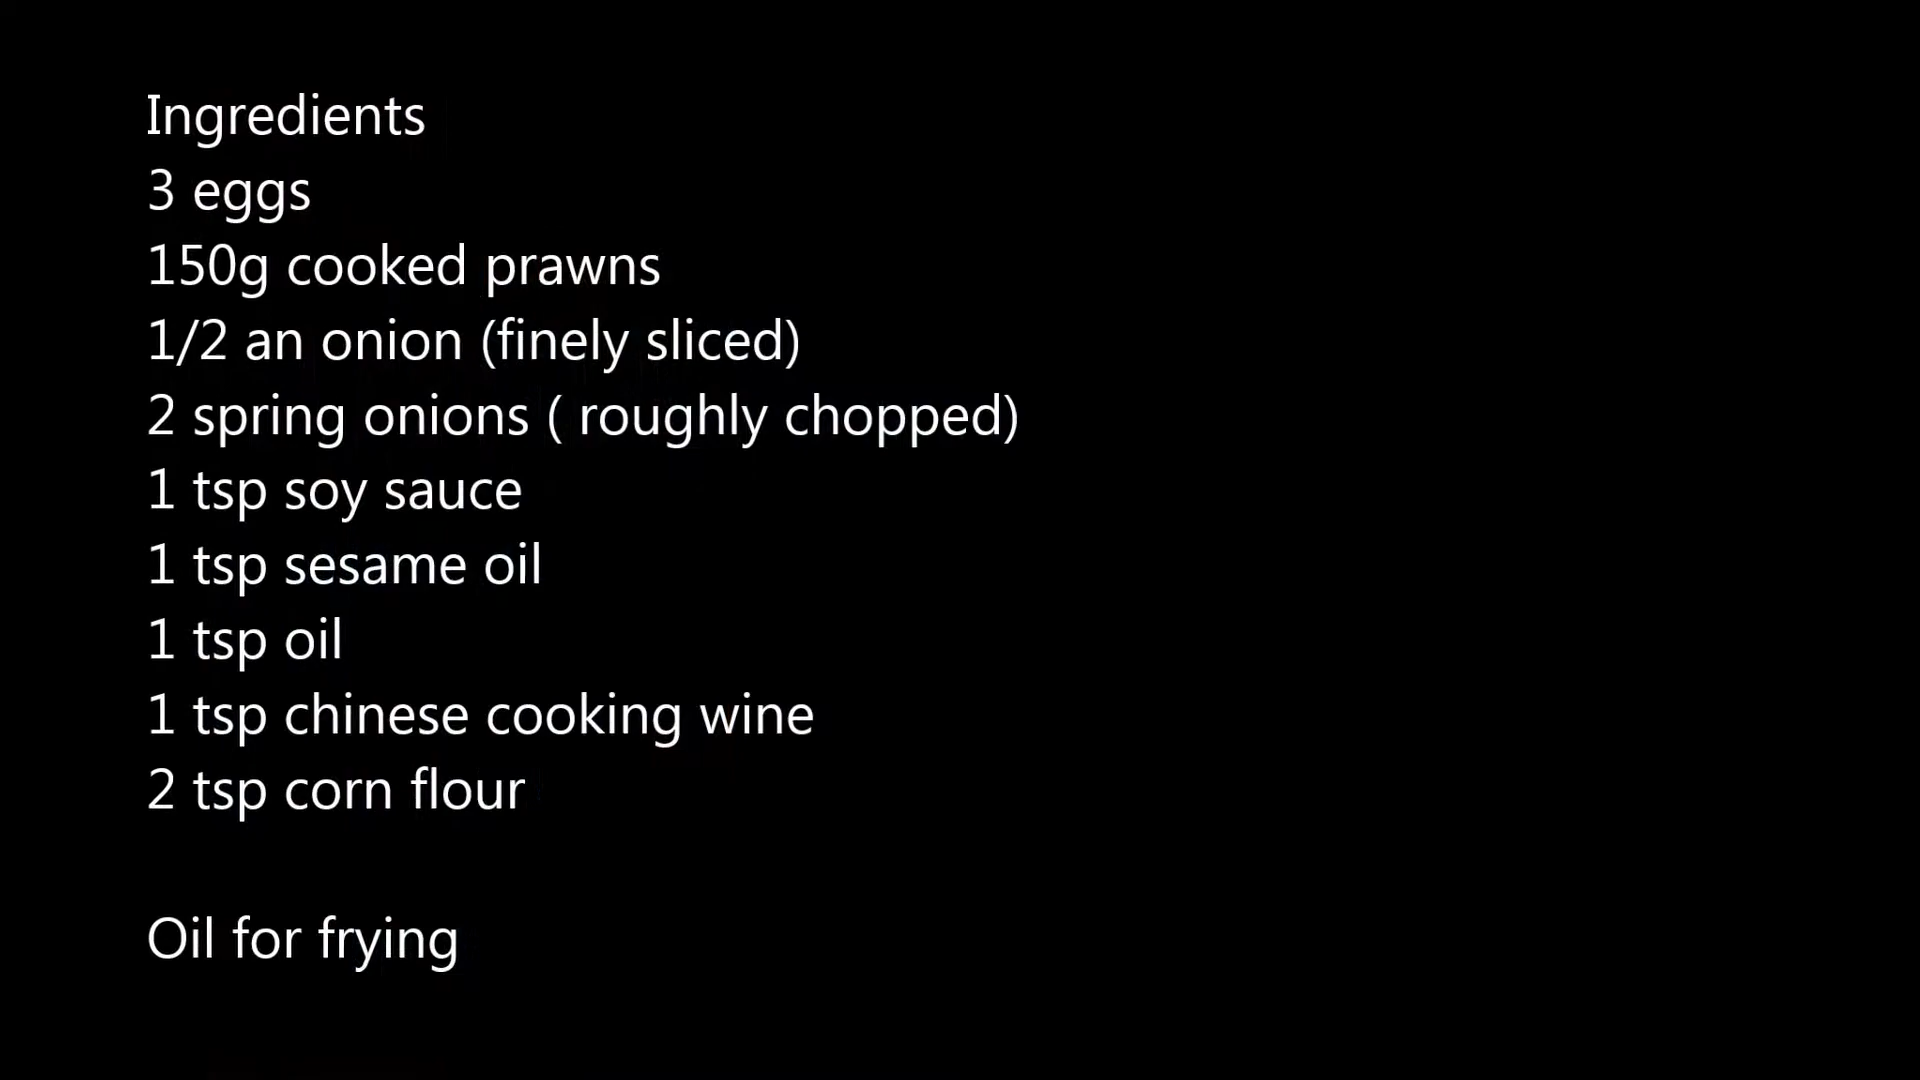 Ingredients
3 eggs
150g cooked prawns
1/2 an onion (finely sliced)
2 spring onions ( roughly chopped)
1 tsp soy sauce
1 tsp sesame oil
1 tsp oil
1 tsp chinese cooking wine
2 tsp corn flour
Oil for frying